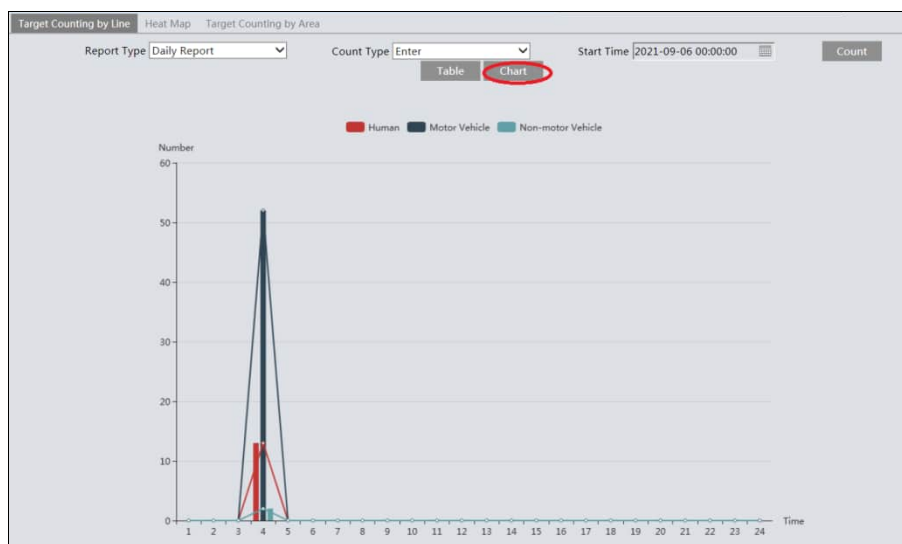 Target Counting by Line Heat Map Target Counting by Area
Report Type Daily Report Count Type Enter Start Time 2021-09-06 00:00:00 Count
Table Chart
Human Motor Vehicle Non-motor Vehicle
Number
60
50
40
30
20
10
0
1 2 3 4 5 6 7 8 9 10 11 12 13 14 15 16 17 18 19 20 21 22 23 24 Time